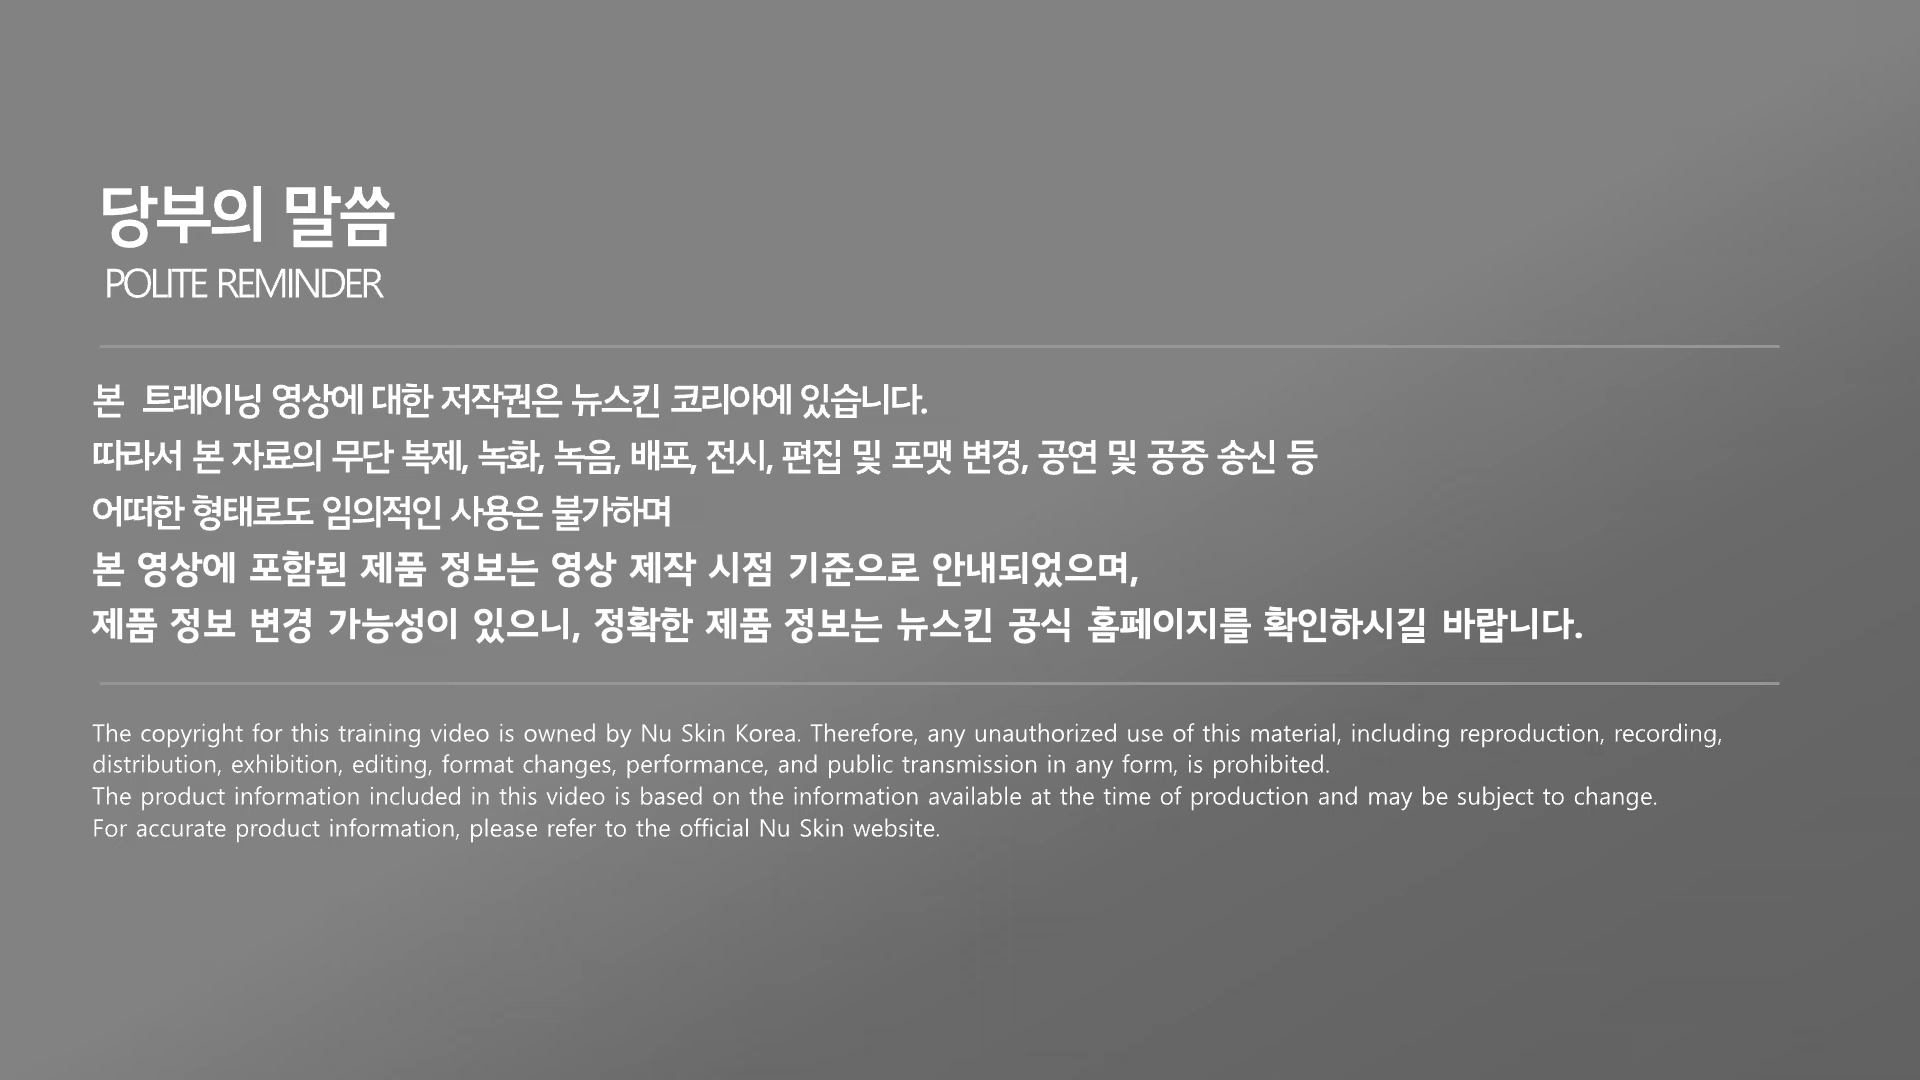 당부의 말씀
POLITE REMINDER
본 트레이닝 영상에 대한 저작권은 뉴스킨 코리아에 있습니다.
따라서 본 자료의 무단 복제, 녹화, 녹음, 배포, 전시, 편집 및 포맷 변경, 공연 및 공중 송신 등
어떠한 형태로도 임의적인 사용은 불가하며
본 영상에 포함된 제품 정보는 영상 제작 시점 기준으로 안내되었으며,
제품 정보 변경 가능성이 있으니, 정확한 제품 정보는 뉴스킨 공식 홈페이지를 확인하시길 바랍니다.
The copyright for this training video is owned by Nu Skin Korea. Therefore, any unauthorized use of this material, including reproduction, recording,
distribution, exhibition, editing, format changes, performance, and public transmission in any form, is prohibited.
The product information included in this video is based on the information available at the time of production and may be subject to change.
For accurate product information, please refer to the official Nu Skin website.